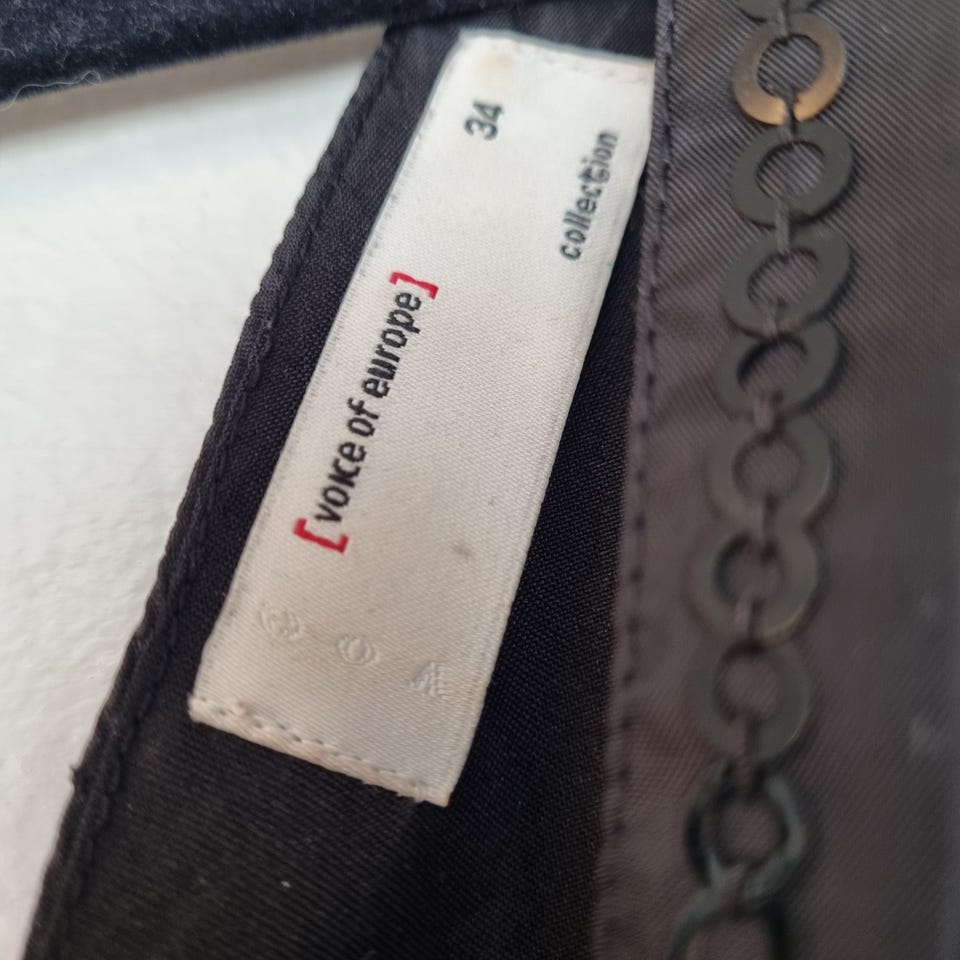 34
[voice of europe]
collection